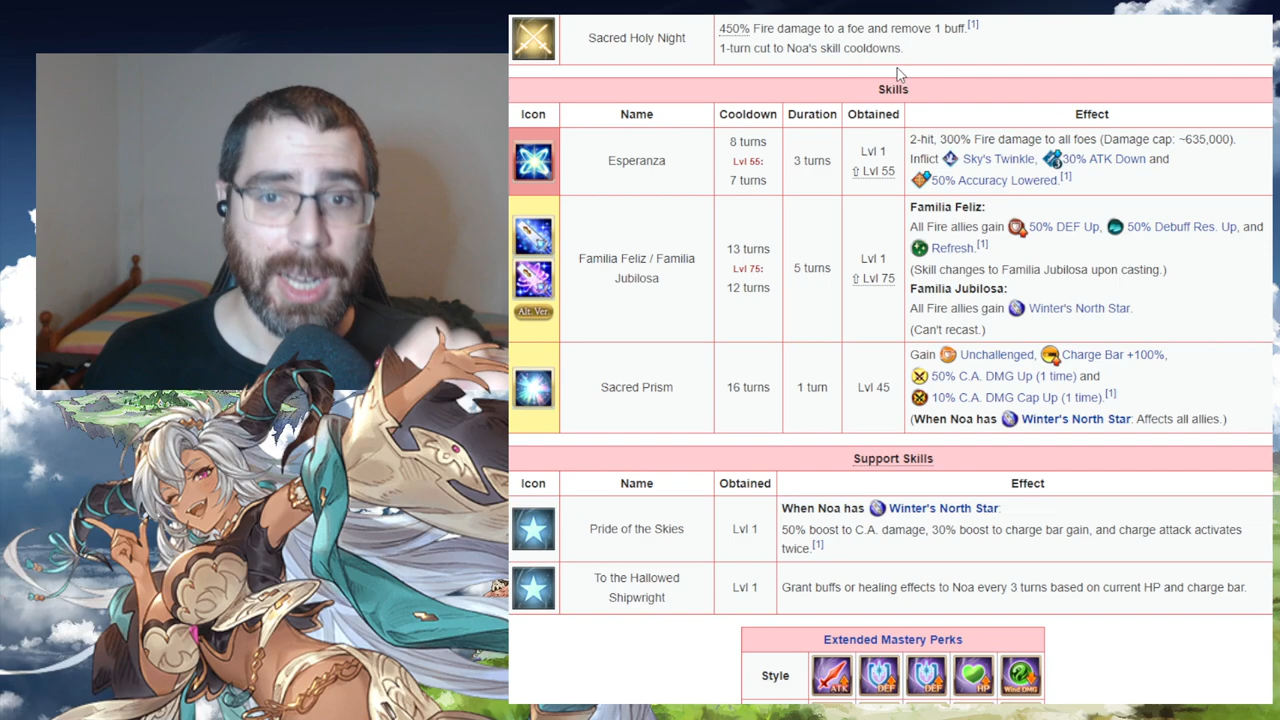 Sacred Holy Night
450% Fire damage to a foe and remove 1 buff.[1]
1-turn cut to Noa's skill cooldowns.
Skills
Icon Name Cooldown Duration Obtained Effect
Esperanza
8 turns
Lvl 55:
7 turns
3 turns
Lvl 1
⇧ Lvl 55
2-hit, 300% Fire damage to all foes (Damage cap: ~635,000).
Inflict Sky's Twinkle, 30% ATK Down and
50% Accuracy Lowered.[1]
Alt. Ver.
Familia Feliz / Familia
Jubilosa
13 turns
Lvl 75:
12 turns
5 turns
Lvl 1
⇧ Lvl 75
Familia Feliz:
All Fire allies gain 50% DEF Up, 50% Debuff Res. Up, and
Refresh.[1]
(Skill changes to Familia Jubilosa upon casting.)
Familia Jubilosa:
All Fire allies gain Winter's North Star.
(Can't recast.)
Sacred Prism
16 turns
1 turn
Lvl 45
Gain Unchallenged, Charge Bar +100%,
50% C.A. DMG Up (1 time) and
10% C.A. DMG Cap Up (1 time).[1]
(When Noa has Winter's North Star: Affects all allies.)
Support Skills
Icon Name Obtained Effect
Pride of the Skies
Lvl 1
When Noa has Winter's North Star:
50% boost to C.A. damage, 30% boost to charge bar gain, and charge attack activates
twice.[1]
To the Hallowed
Shipwright
Lvl 1
Grant buffs or healing effects to Noa every 3 turns based on current HP and charge bar.
Extended Mastery Perks
Style
ATK DEF DEF HP Wind DMG